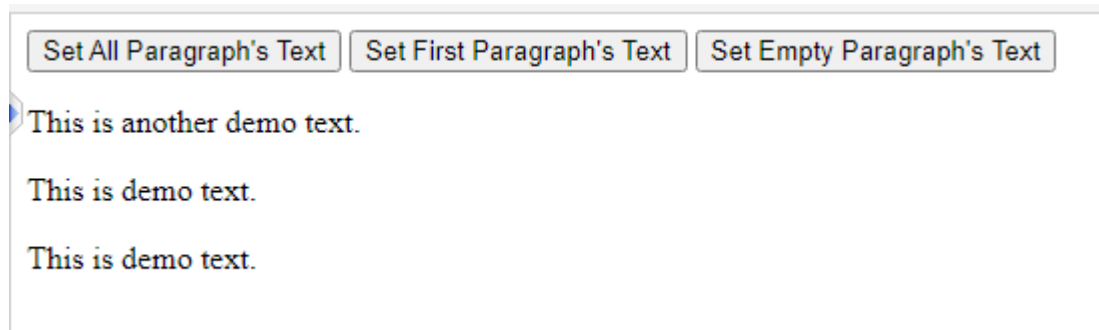 Set All Paragraph's Text Set First Paragraph's Text Set Empty Paragraph's Text
This is another demo text.
This is demo text.
This is demo text.